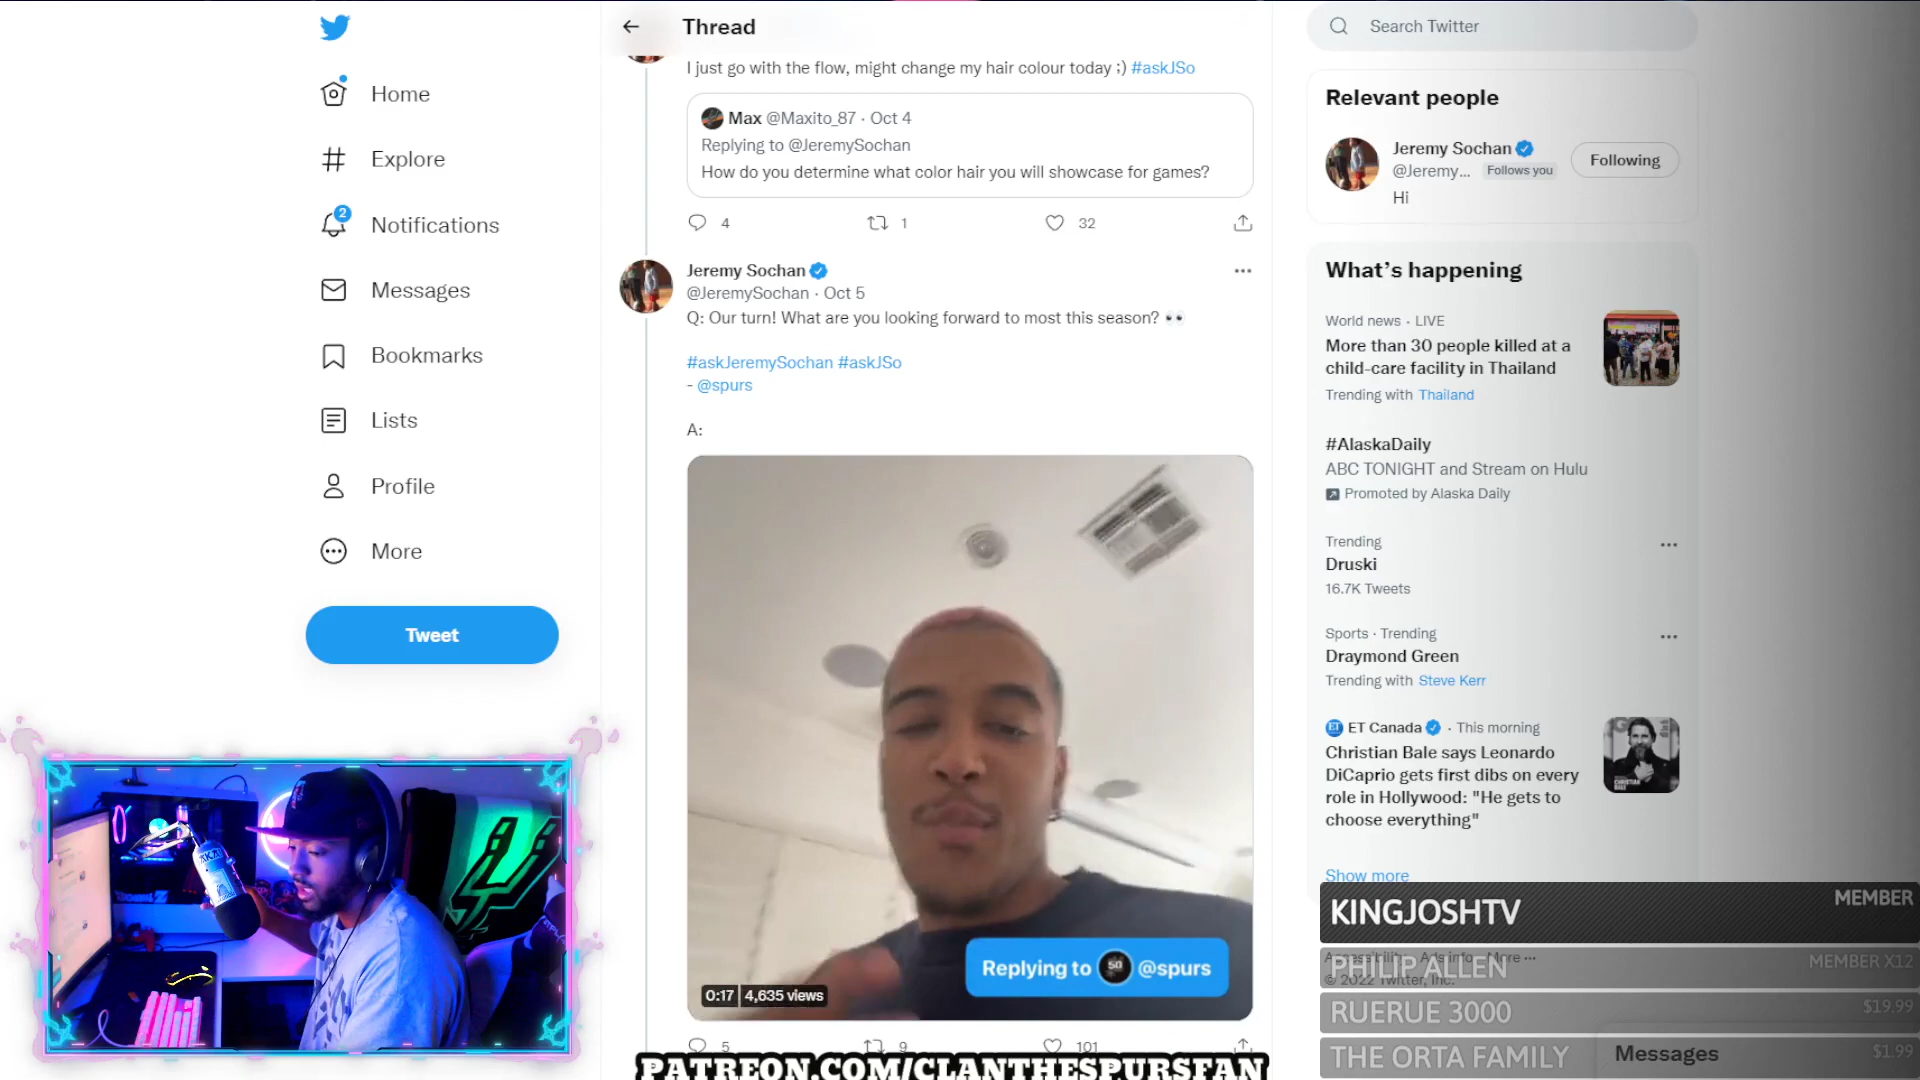 Home
Explore
2
Notifications
Messages
Bookmarks
Lists
Profile
More
Tweet
Thread
I just go with the flow, might change my hair colour today ;) #askJSo
Max @Maxito_87 · Oct 4
Replying to @JeremySochan
How do you determine what color hair you will showcase for games?
4
1
32
Jeremy Sochan
@JeremySochan · Oct 5
Q: Our turn! What are you looking forward to most this season? 👀
#askJeremySochan #askJSo
- @spurs
A:
Replying to 50 @spurs
0:17 4,635 views
5
9
101
PATREON.COM/CLANTHESPURSFAN
Search Twitter
Relevant people
Jeremy Sochan
@Jeremy... Follows you
Following
Hi
What's happening
World news · LIVE
More than 30 people killed at a
child-care facility in Thailand
Trending with Thailand
#AlaskaDaily
ABC TONIGHT and Stream on Hulu
Promoted by Alaska Daily
Trending
Druski
16.7K Tweets
Sports · Trending
Draymond Green
Trending with Steve Kerr
ET Canada · This morning
Christian Bale says Leonardo
DiCaprio gets first dibs on every
role in Hollywood: "He gets to
choose everything"
Show more
KINGJOSHTV MEMBER
PHILIP ALLEN MEMBER X12
© 2022 Twitter, Inc.
RUERUE 3000 $19.99
THE ORTA FAMILY $1.99
Messages